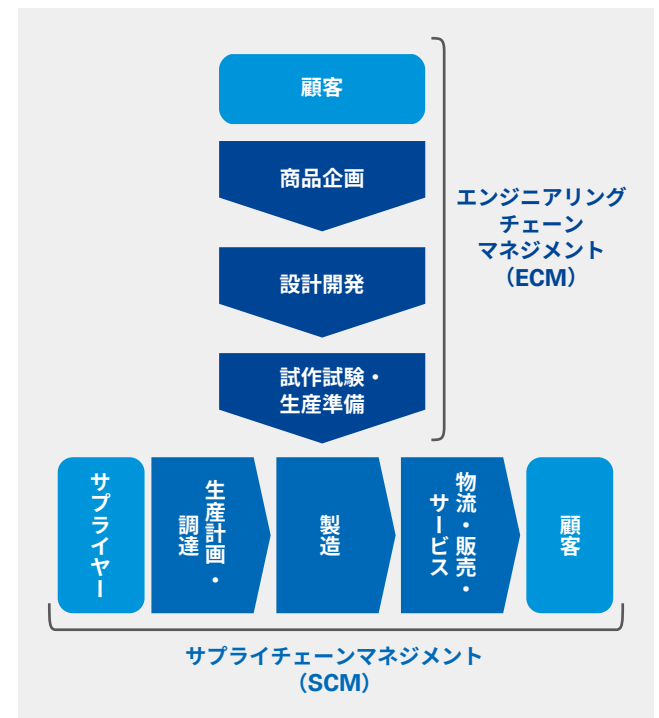 顧客
商品企画
設計開発
試作試験・
生産準備
エンジニアリング
チェーン
マネジメント
（ECM）
サプライヤー
生産計画・
調達
製造
物流・販売・
サービス
顧客
サプライチェーンマネジメント
（SCM）